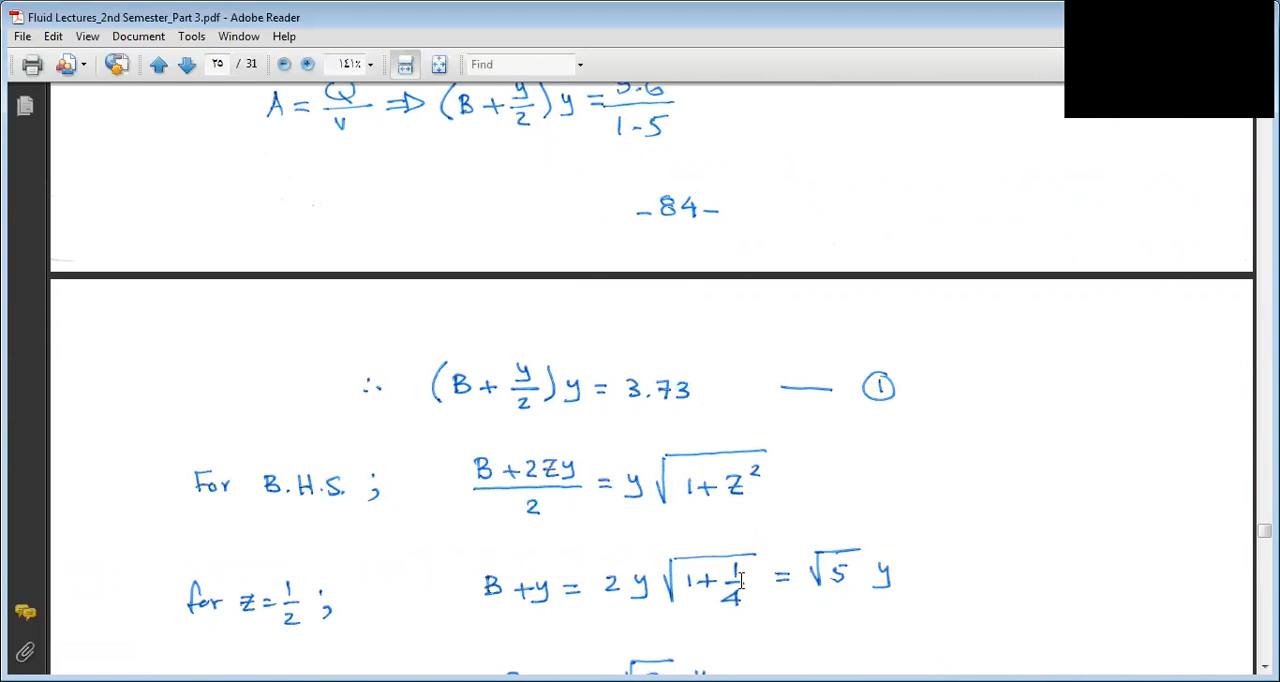 Fluid Lectures_2nd Semester_Part 3.pdf - Adobe Reader
File Edit View Document Tools Window Help
٢٥ / 31 ١٤١% Find
A = Q/v ⇒ (B + y/2) y = 5.6/1.5
-84-
∴ (B + y/2) y = 3.73 —— ①
For B.H.S. ; (B + 2Zy)/2 = y √(1 + Z²)
for z = 1/2 ; B + y = 2 y √(1 + 1/4) = √5 y